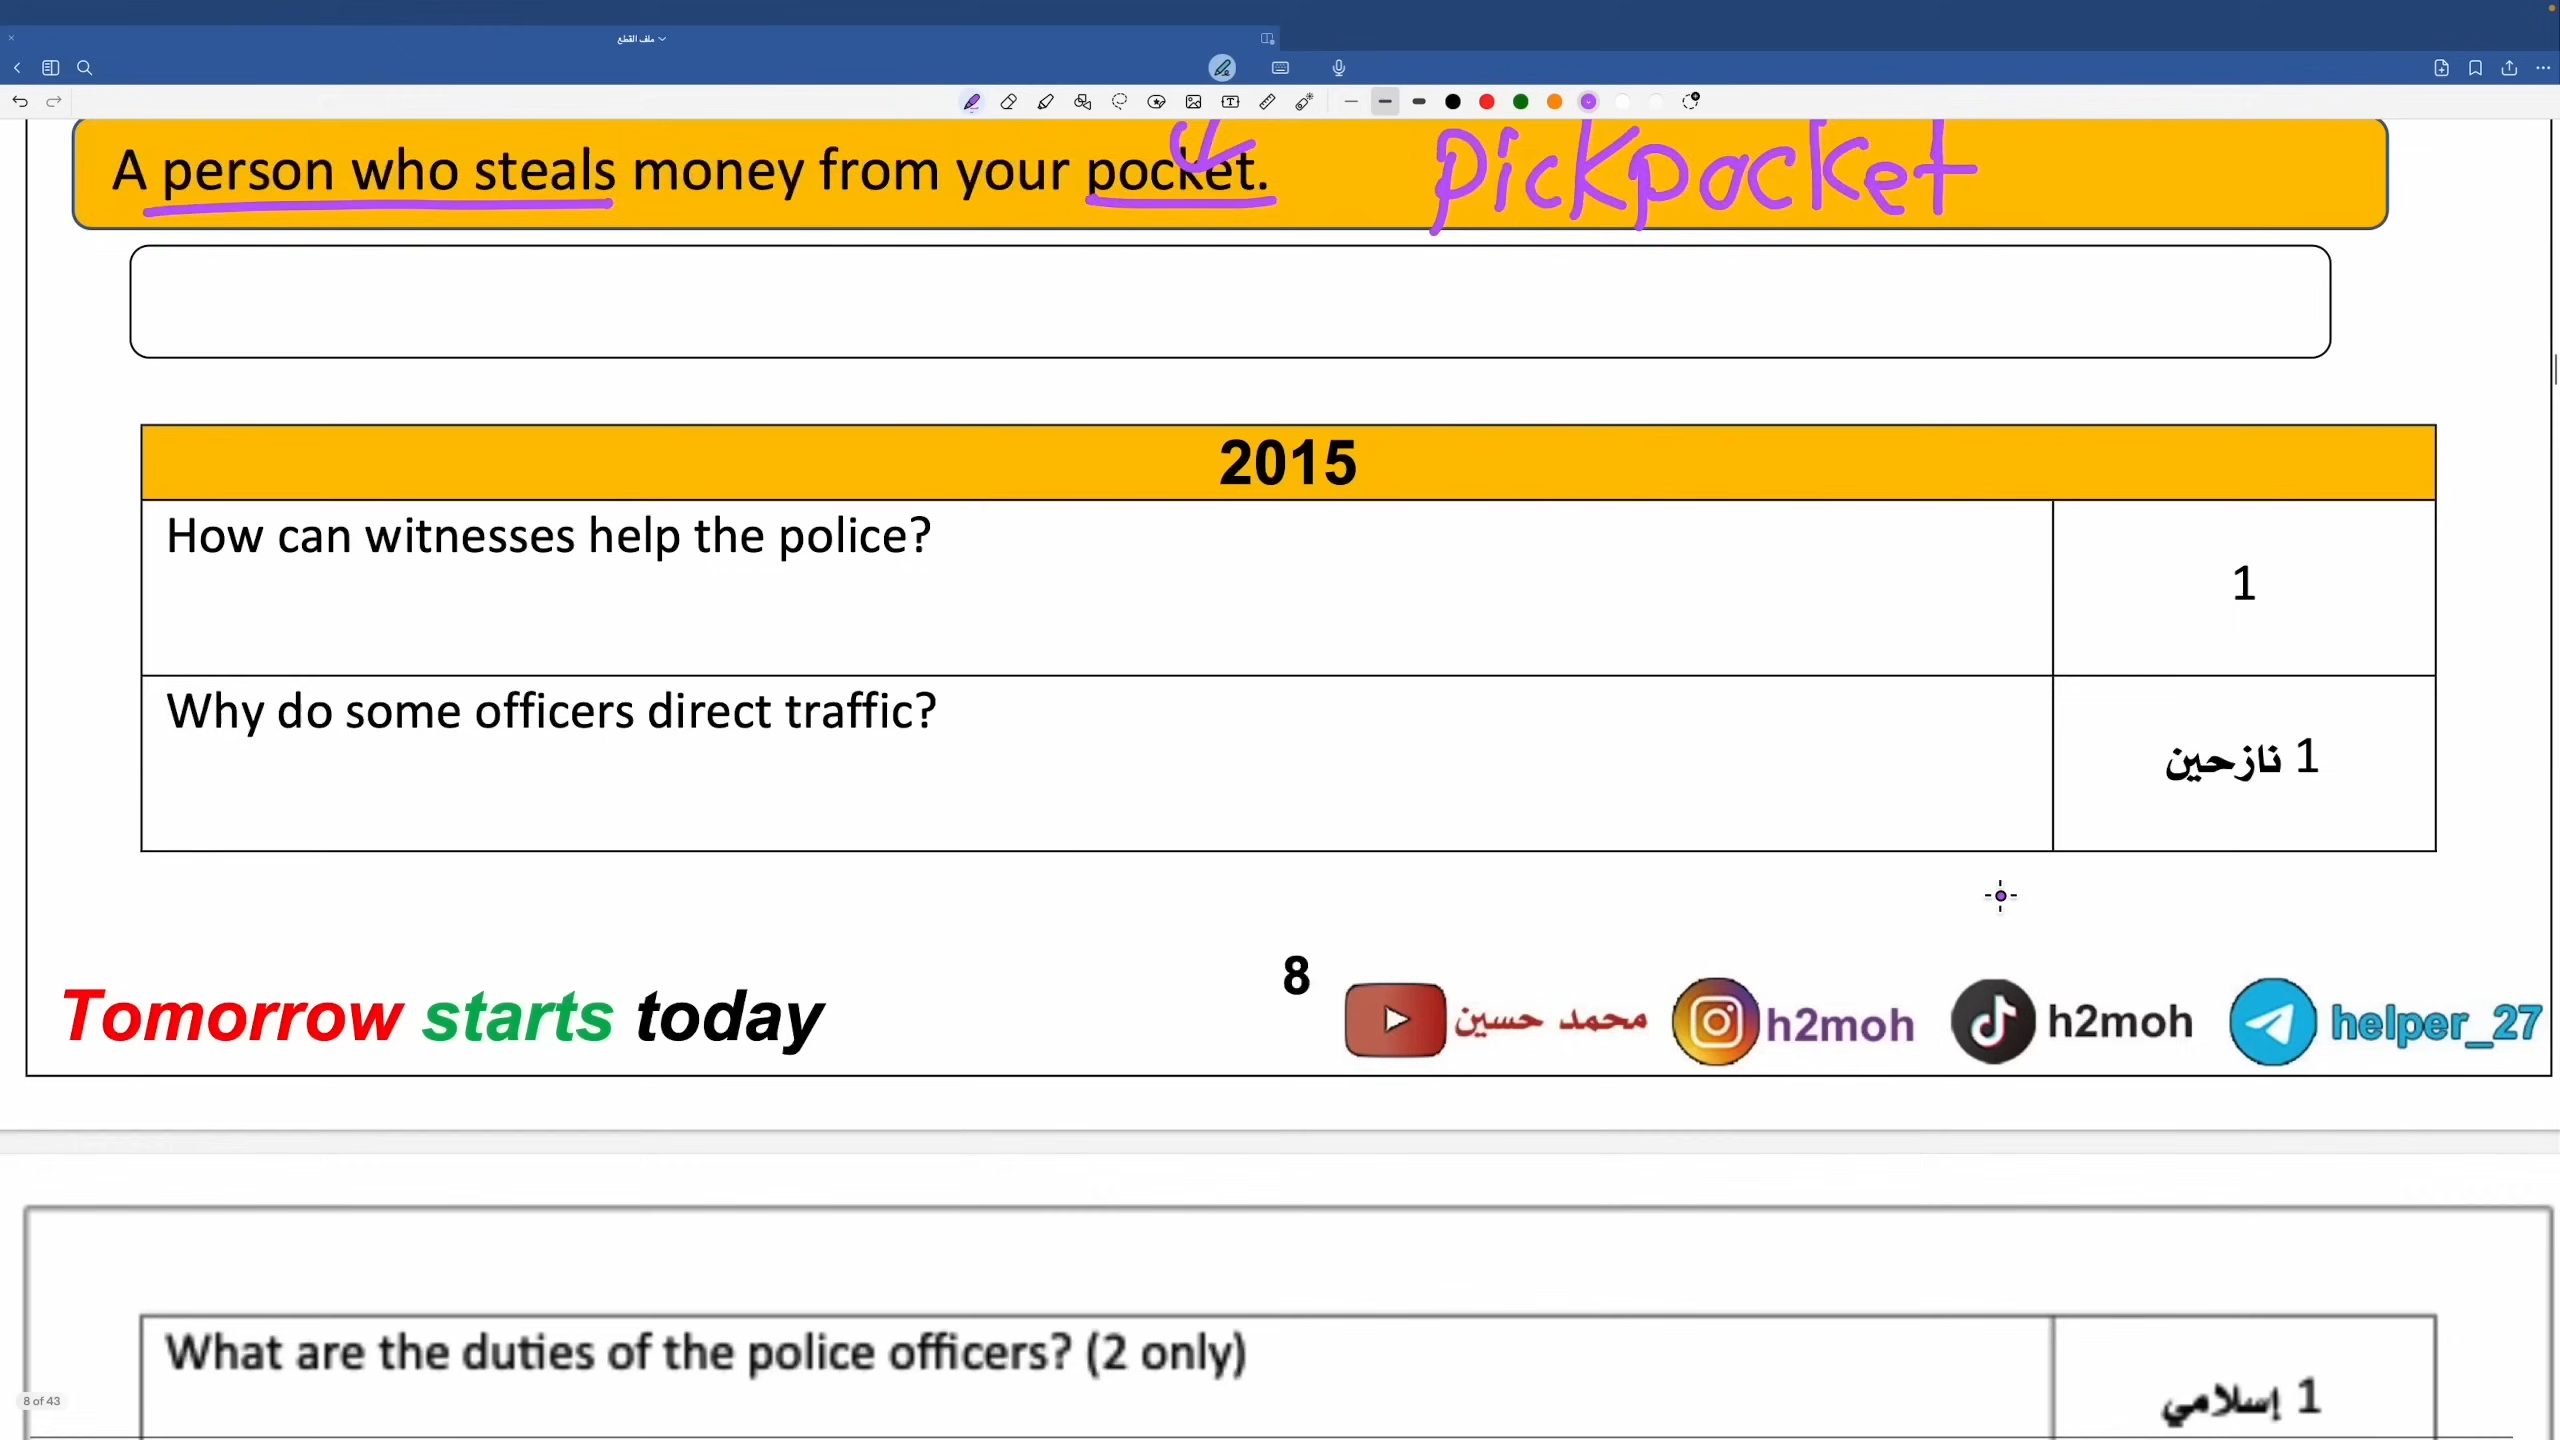 ملف القطع
A person who steals money from your pocket. pickpocket
2015
How can witnesses help the police?
1
Why do some officers direct traffic?
1 نازحين
8
Tomorrow starts today
محمد حسين h2moh h2moh helper_27
What are the duties of the police officers? (2 only)
1 إسلامي
8 of 43